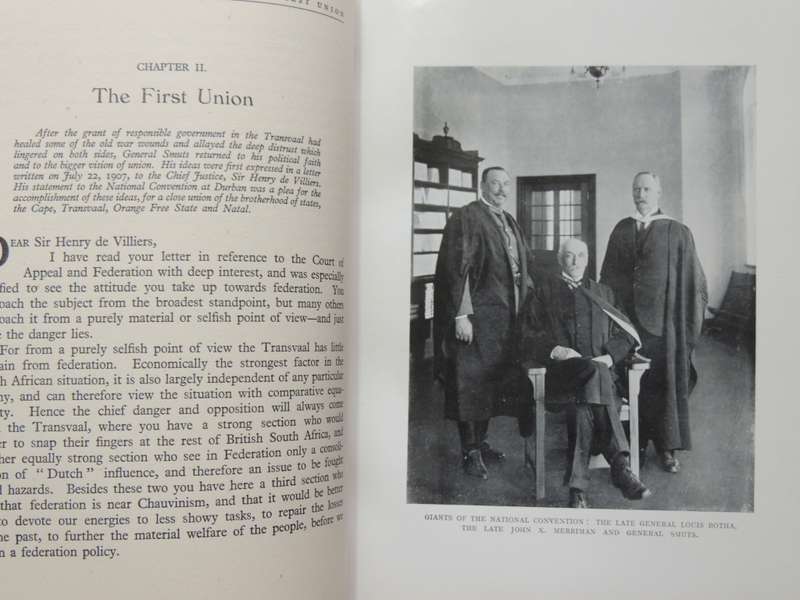 UNION
CHAPTER II.
The First Union
After the grant of responsible government in the Transvaal had
healed some of the old war wounds and allayed the deep distrust which
lingered on both sides, General Smuts returned to his political faith
and to the bigger vision of union. His ideas were first expressed in a letter
written on July 22, 1907, to the Chief Justice, Sir Henry de Villiers.
His statement to the National Convention at Durban was a plea for the
accomplishment of these ideas, for a close union of the brotherhood of states,
the Cape, Transvaal, Orange Free State and Natal.
DEAR Sir Henry de Villiers,
I have read your letter in reference to the Court of
Appeal and Federation with deep interest, and was especially
fied to see the attitude you take up towards federation. You
oach the subject from the broadest standpoint, but many others
oach it from a purely material or selfish point of view—and just
e the danger lies.
For from a purely selfish point of view the Transvaal has little
ain from federation. Economically the strongest factor in the
h African situation, it is also largely independent of any particular
ny, and can therefore view the situation with comparative equa-
ty. Hence the chief danger and opposition will always come
the Transvaal, where you have a strong section who would
er to snap their fingers at the rest of British South Africa, and
her equally strong section who see in Federation only a consoli-
on of "Dutch" influence, and therefore an issue to be fought
l hazards. Besides these two you have here a third section who
that federation is near Chauvinism, and that it would be better
to devote our energies to less showy tasks, to repair the losses
he past, to further the material welfare of the people, before we
n a federation policy.
GIANTS OF THE NATIONAL CONVENTION: THE LATE GENERAL LOUIS BOTHA,
THE LATE JOHN X. MERRIMAN AND GENERAL SMUTS.